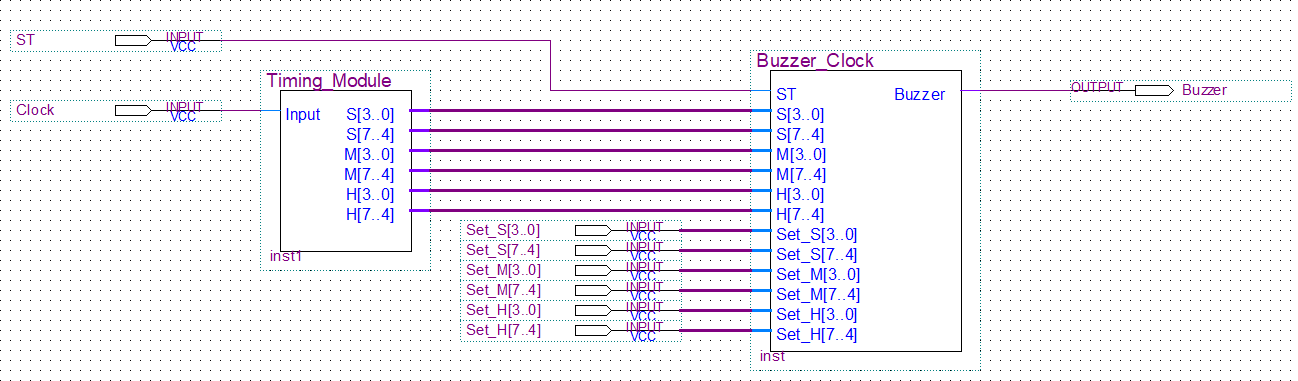 ST INPUT VCC
Buzzer_Clock
Timing_Module
OUTPUT Buzzer
ST Buzzer
Clock INPUT VCC
Input S[3..0] S[3..0]
S[7..4] S[7..4]
M[3..0] M[3..0]
M[7..4] M[7..4]
H[3..0] H[3..0]
H[7..4] H[7..4]
Set_S[3..0] INPUT VCC Set_S[3..0]
Set_S[7..4] INPUT VCC Set_S[7..4]
inst1
Set_M[3..0] INPUT VCC Set_M[3..0]
Set_M[7..4] INPUT VCC Set_M[7..4]
Set_H[3..0] INPUT VCC Set_H[3..0]
Set_H[7..4] INPUT VCC Set_H[7..4]
inst